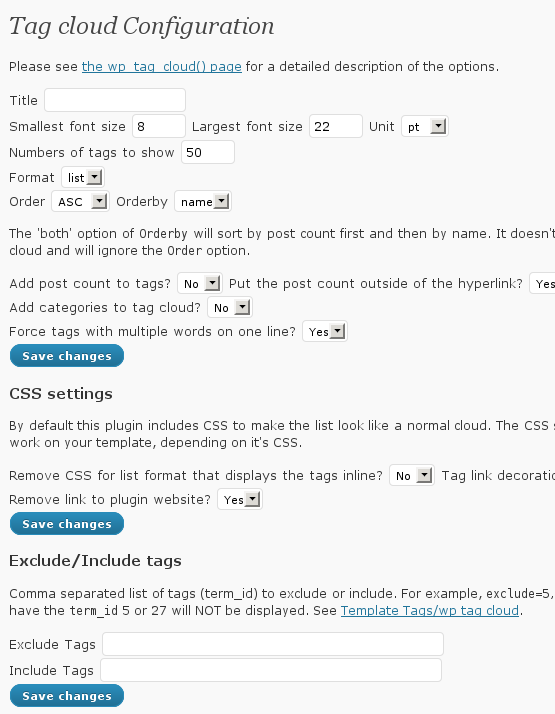 Tag cloud Configuration
Please see the wp_tag_cloud() page for a detailed description of the options.
Title
Smallest font size 8 Largest font size 22 Unit pt
Numbers of tags to show 50
Format list
Order ASC Orderby name
The 'both' option of Orderby will sort by post count first and then by name. It doesn't
cloud and will ignore the Order option.
Add post count to tags? No Put the post count outside of the hyperlink? Yes
Add categories to tag cloud? No
Force tags with multiple words on one line? Yes
Save changes
CSS settings
By default this plugin includes CSS to make the list look like a normal cloud. The CSS
work on your template, depending on it's CSS.
Remove CSS for list format that displays the tags inline? No Tag link decoratio
Remove link to plugin website? Yes
Save changes
Exclude/Include tags
Comma separated list of tags (term_id) to exclude or include. For example, exclude=5,
have the term_id 5 or 27 will NOT be displayed. See Template Tags/wp tag cloud.
Exclude Tags
Include Tags
Save changes